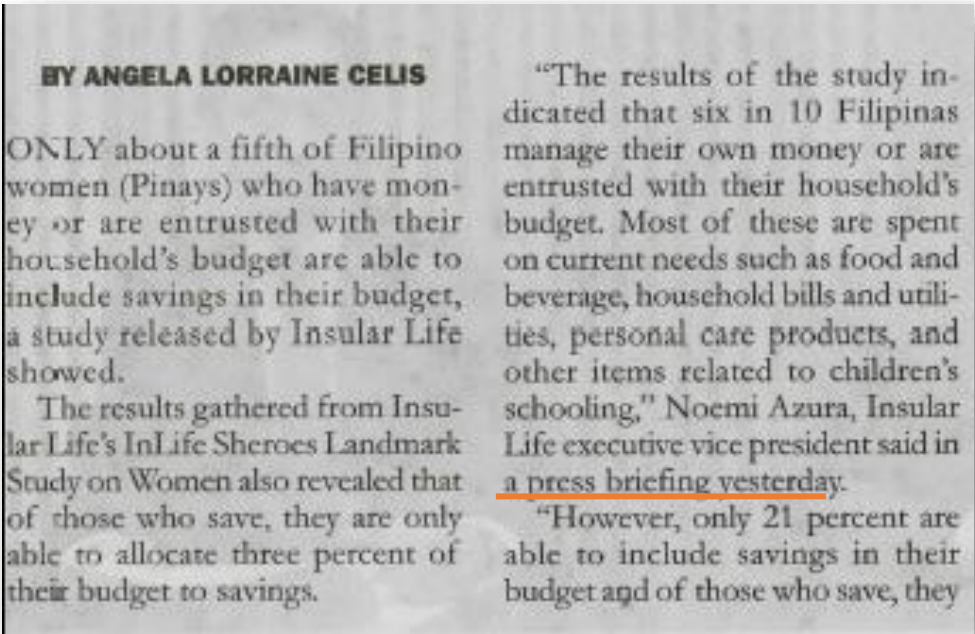 BY ANGELA LORRAINE CELIS
ONLY about a fifth of Filipino
women (Pinays) who have mon-
ey or are entrusted with their
household's budget are able to
include savings in their budget,
a study released by Insular Life
showed.
The results gathered from Insu-
lar Life's InLife Sheroes Landmark
Study on Women also revealed that
of those who save, they are only
able to allocate three percent of
their budget to savings.
"The results of the study in-
dicated that six in 10 Filipinas
manage their own money or are
entrusted with their household's
budget. Most of these are spent
on current needs such as food and
beverage, household bills and utili-
ties, personal care products, and
other items related to children's
schooling," Noemi Azura, Insular
Life executive vice president said in
a press briefing yesterday.
"However, only 21 percent are
able to include savings in their
budget and of those who save, they